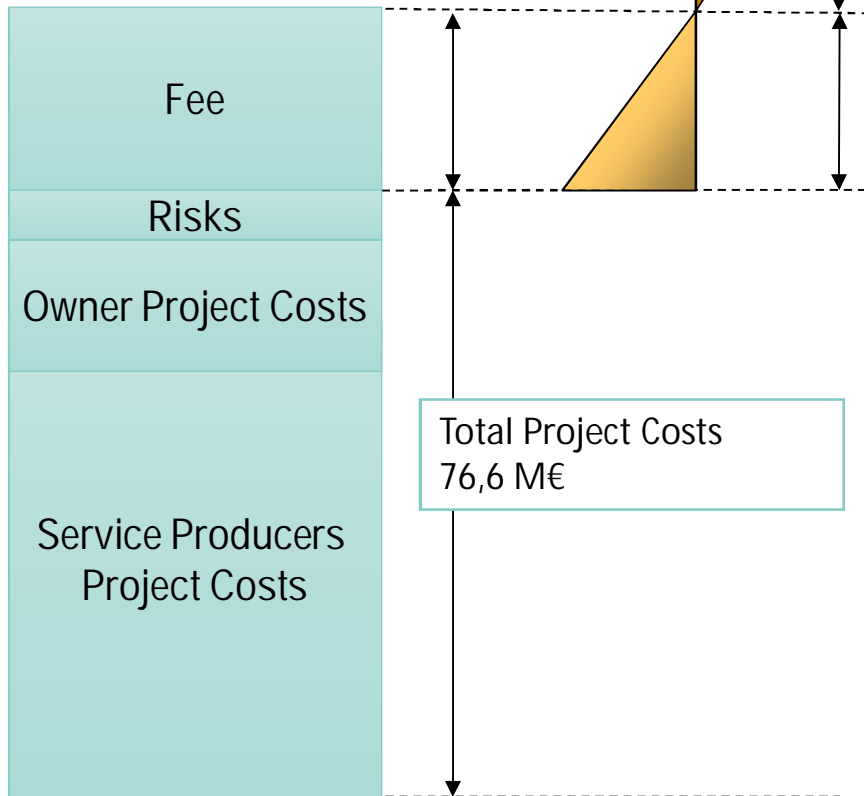 Fee
Risks
Owner Project Costs
Service Producers
Project Costs
Total Project Costs
76,6 M€